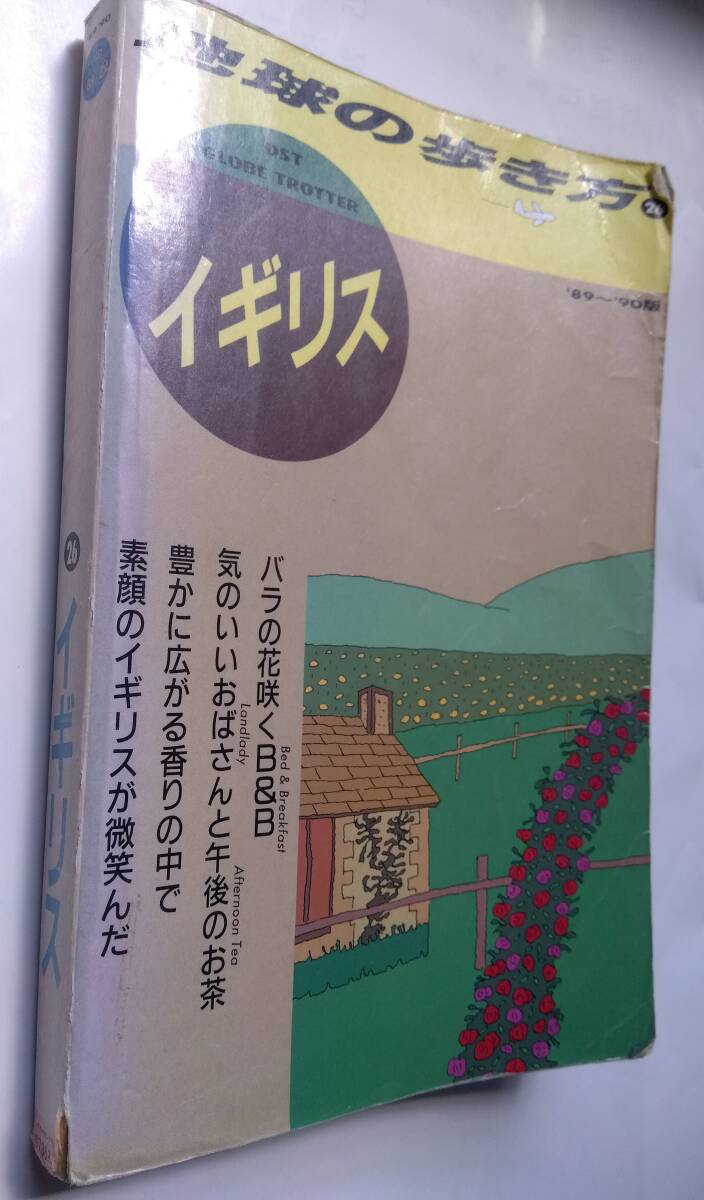 地球の歩き方
26
OST
GLOBE TROTTER
イギリス
'89〜'90版
バラの花咲くB&B
Bed & Breakfast
気のいいおばさんと午後のお茶
Landlady
Afternoon Tea
豊かに広がる香りの中で
素顔のイギリスが微笑んだ
26
イギリス